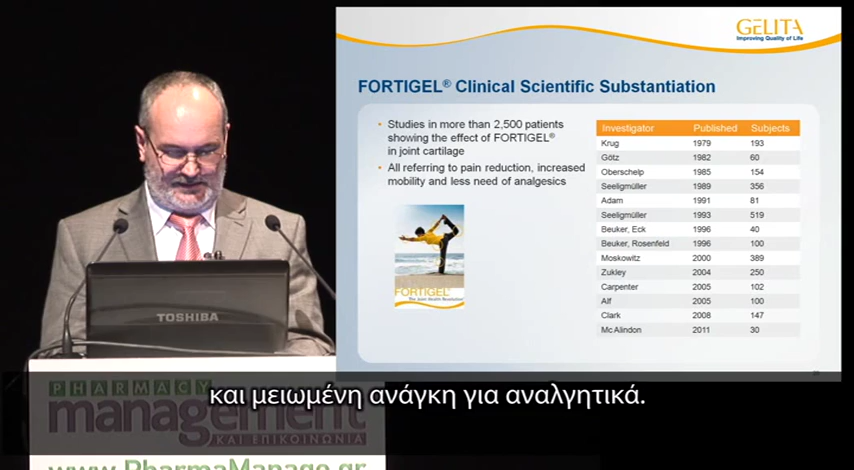 GELITA
Improving Quality of Life
FORTIGEL® Clinical Scientific Substantiation
• Studies in more than 2,500 patients
showing the effect of FORTIGEL®
in joint cartilage
• All referring to pain reduction, increased
mobility and less need of analgesics
Investigator Published Subjects
Krug 1979 193
Götz 1982 60
Oberschelp 1985 154
Seeligmüller 1989 356
Adam 1991 81
Seeligmüller 1993 519
Beuker, Eck 1996 40
Beuker, Rosenfeld 1996 100
Moskowitz 2000 389
Zukley 2004 250
Carpenter 2005 102
Alf 2005 100
Clark 2008 147
Mc Alindon 2011 30
FORTIGEL®
The Joint Health Revolution
TOSHIBA
PHARMACY
management
ΚΑΙ ΕΠΙΚΟΙΝΩΝΙΑ
www.PharmaManage.gr
και μειωμένη ανάγκη για αναλγητικά.